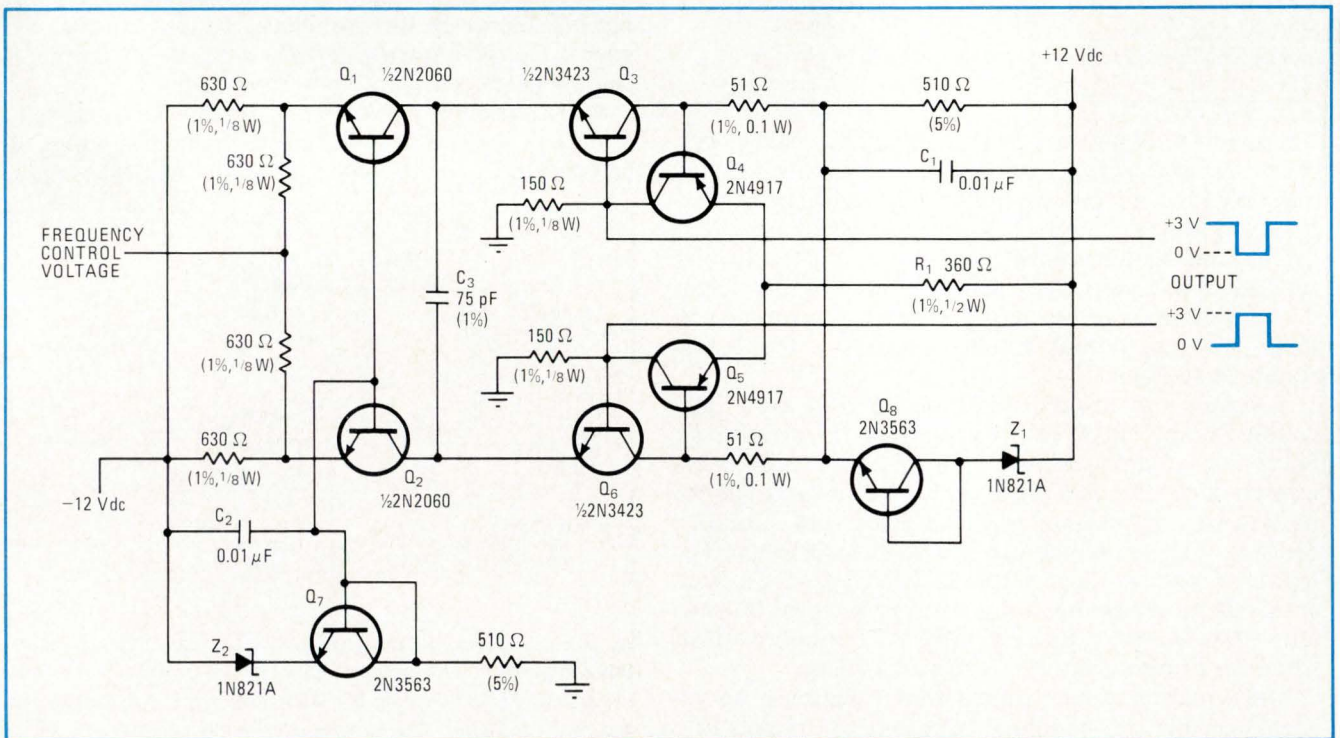 630 Ω
(1%, 1/8 W)
Q1
½2N2060
½2N3423
Q3
51 Ω
(1%, 0.1 W)
510 Ω
(5%)
+12 Vdc
630 Ω
(1%, 1/8 W)
150 Ω
(1%, 1/8 W)
Q4
2N4917
C1
0.01 μF
FREQUENCY
CONTROL
VOLTAGE
C3
75 pF
(1%)
R1 360 Ω
(1%, 1/2 W)
+3 V
0 V
OUTPUT
+3 V
0 V
630 Ω
(1%, 1/8 W)
150 Ω
(1%, 1/8 W)
Q5
2N4917
630 Ω
(1%, 1/8 W)
−12 Vdc
Q2
½2N2060
Q6
½2N3423
51 Ω
(1%, 0.1 W)
Q8
2N3563
Z1
1N821A
C2
0.01 μF
Q7
2N3563
Z2
1N821A
510 Ω
(5%)